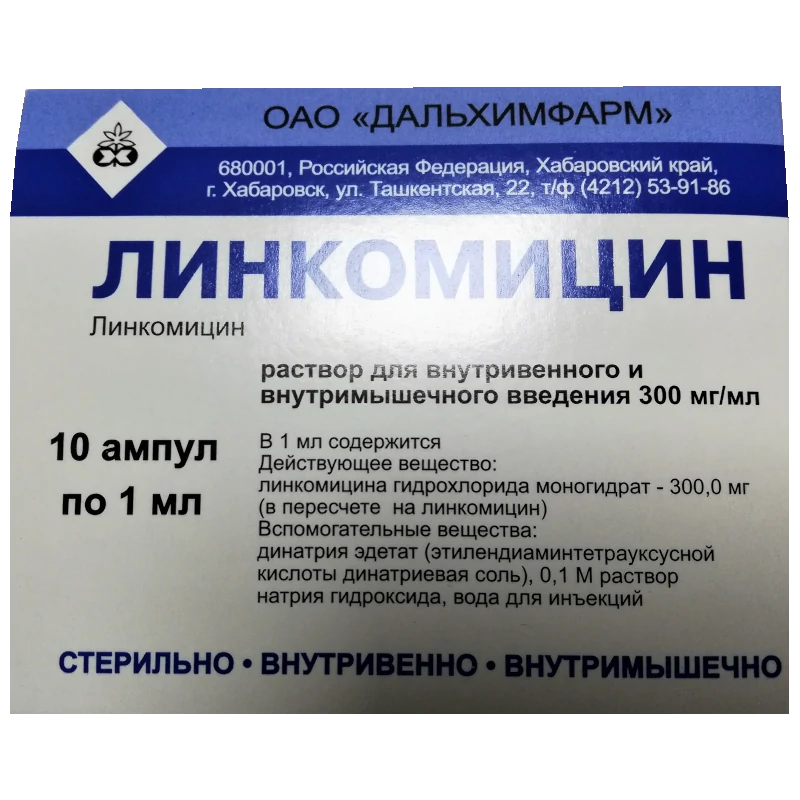 ОАО «ДАЛЬХИМФАРМ»
680001, Российская Федерация, Хабаровский край,
г. Хабаровск, ул. Ташкентская, 22, т/ф (4212) 53-91-86
ЛИНКОМИЦИН
Линкомицин
раствор для внутривенного и
внутримышечного введения 300 мг/мл
10 ампул
по 1 мл
В 1 мл содержится
Действующее вещество:
линкомицина гидрохлорида моногидрат - 300,0 мг
(в пересчете на линкомицин)
Вспомогательные вещества:
динатрия эдетат (этилендиаминтетрауксусной
кислоты динатриевая соль), 0,1 М раствор
натрия гидроксида, вода для инъекций
СТЕРИЛЬНО • ВНУТРИВЕННО • ВНУТРИМЫШЕЧНО